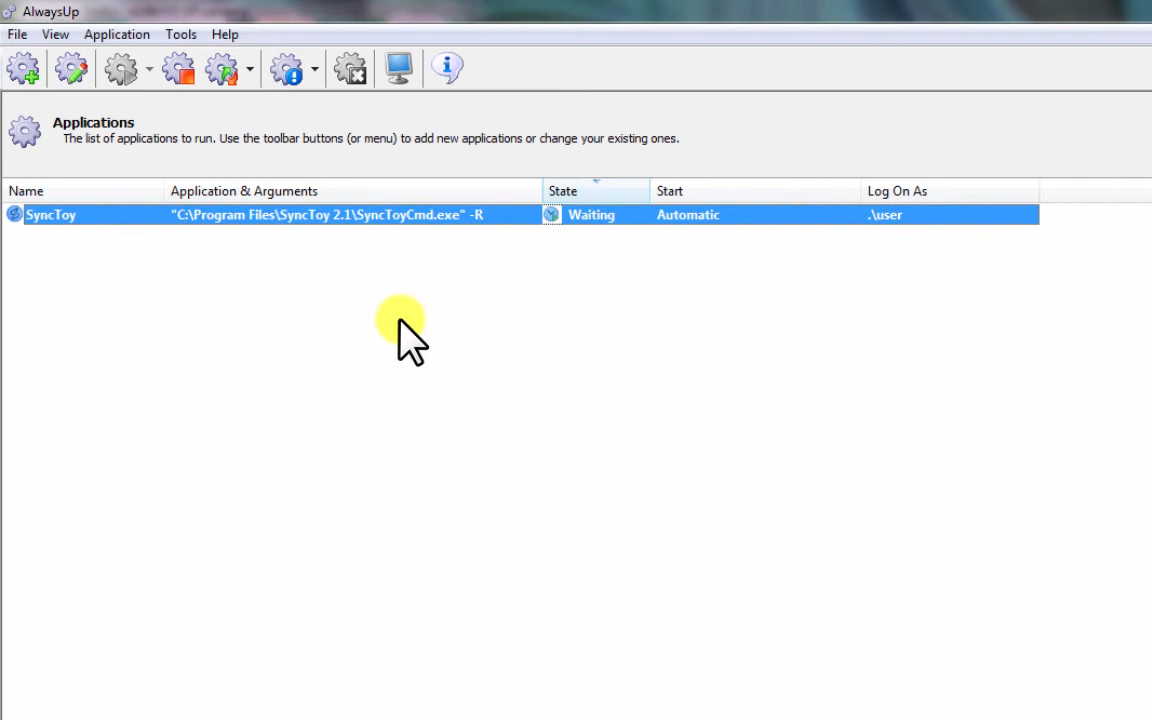 AlwaysUp
File View Application Tools Help
Applications
The list of applications to run. Use the toolbar buttons (or menu) to add new applications or change your existing ones.
Name Application & Arguments State Start Log On As
SyncToy "C:\Program Files\SyncToy 2.1\SyncToyCmd.exe" -R Waiting Automatic .\user